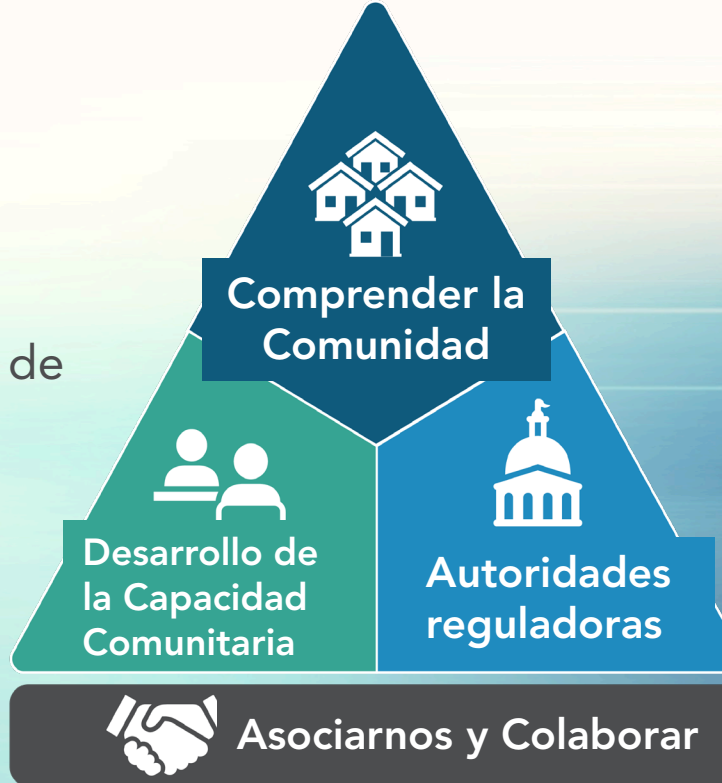 Comprender la
Comunidad
de
Desarrollo de
la Capacidad
Comunitaria
Autoridades
reguladoras
Asociarnos y Colaborar